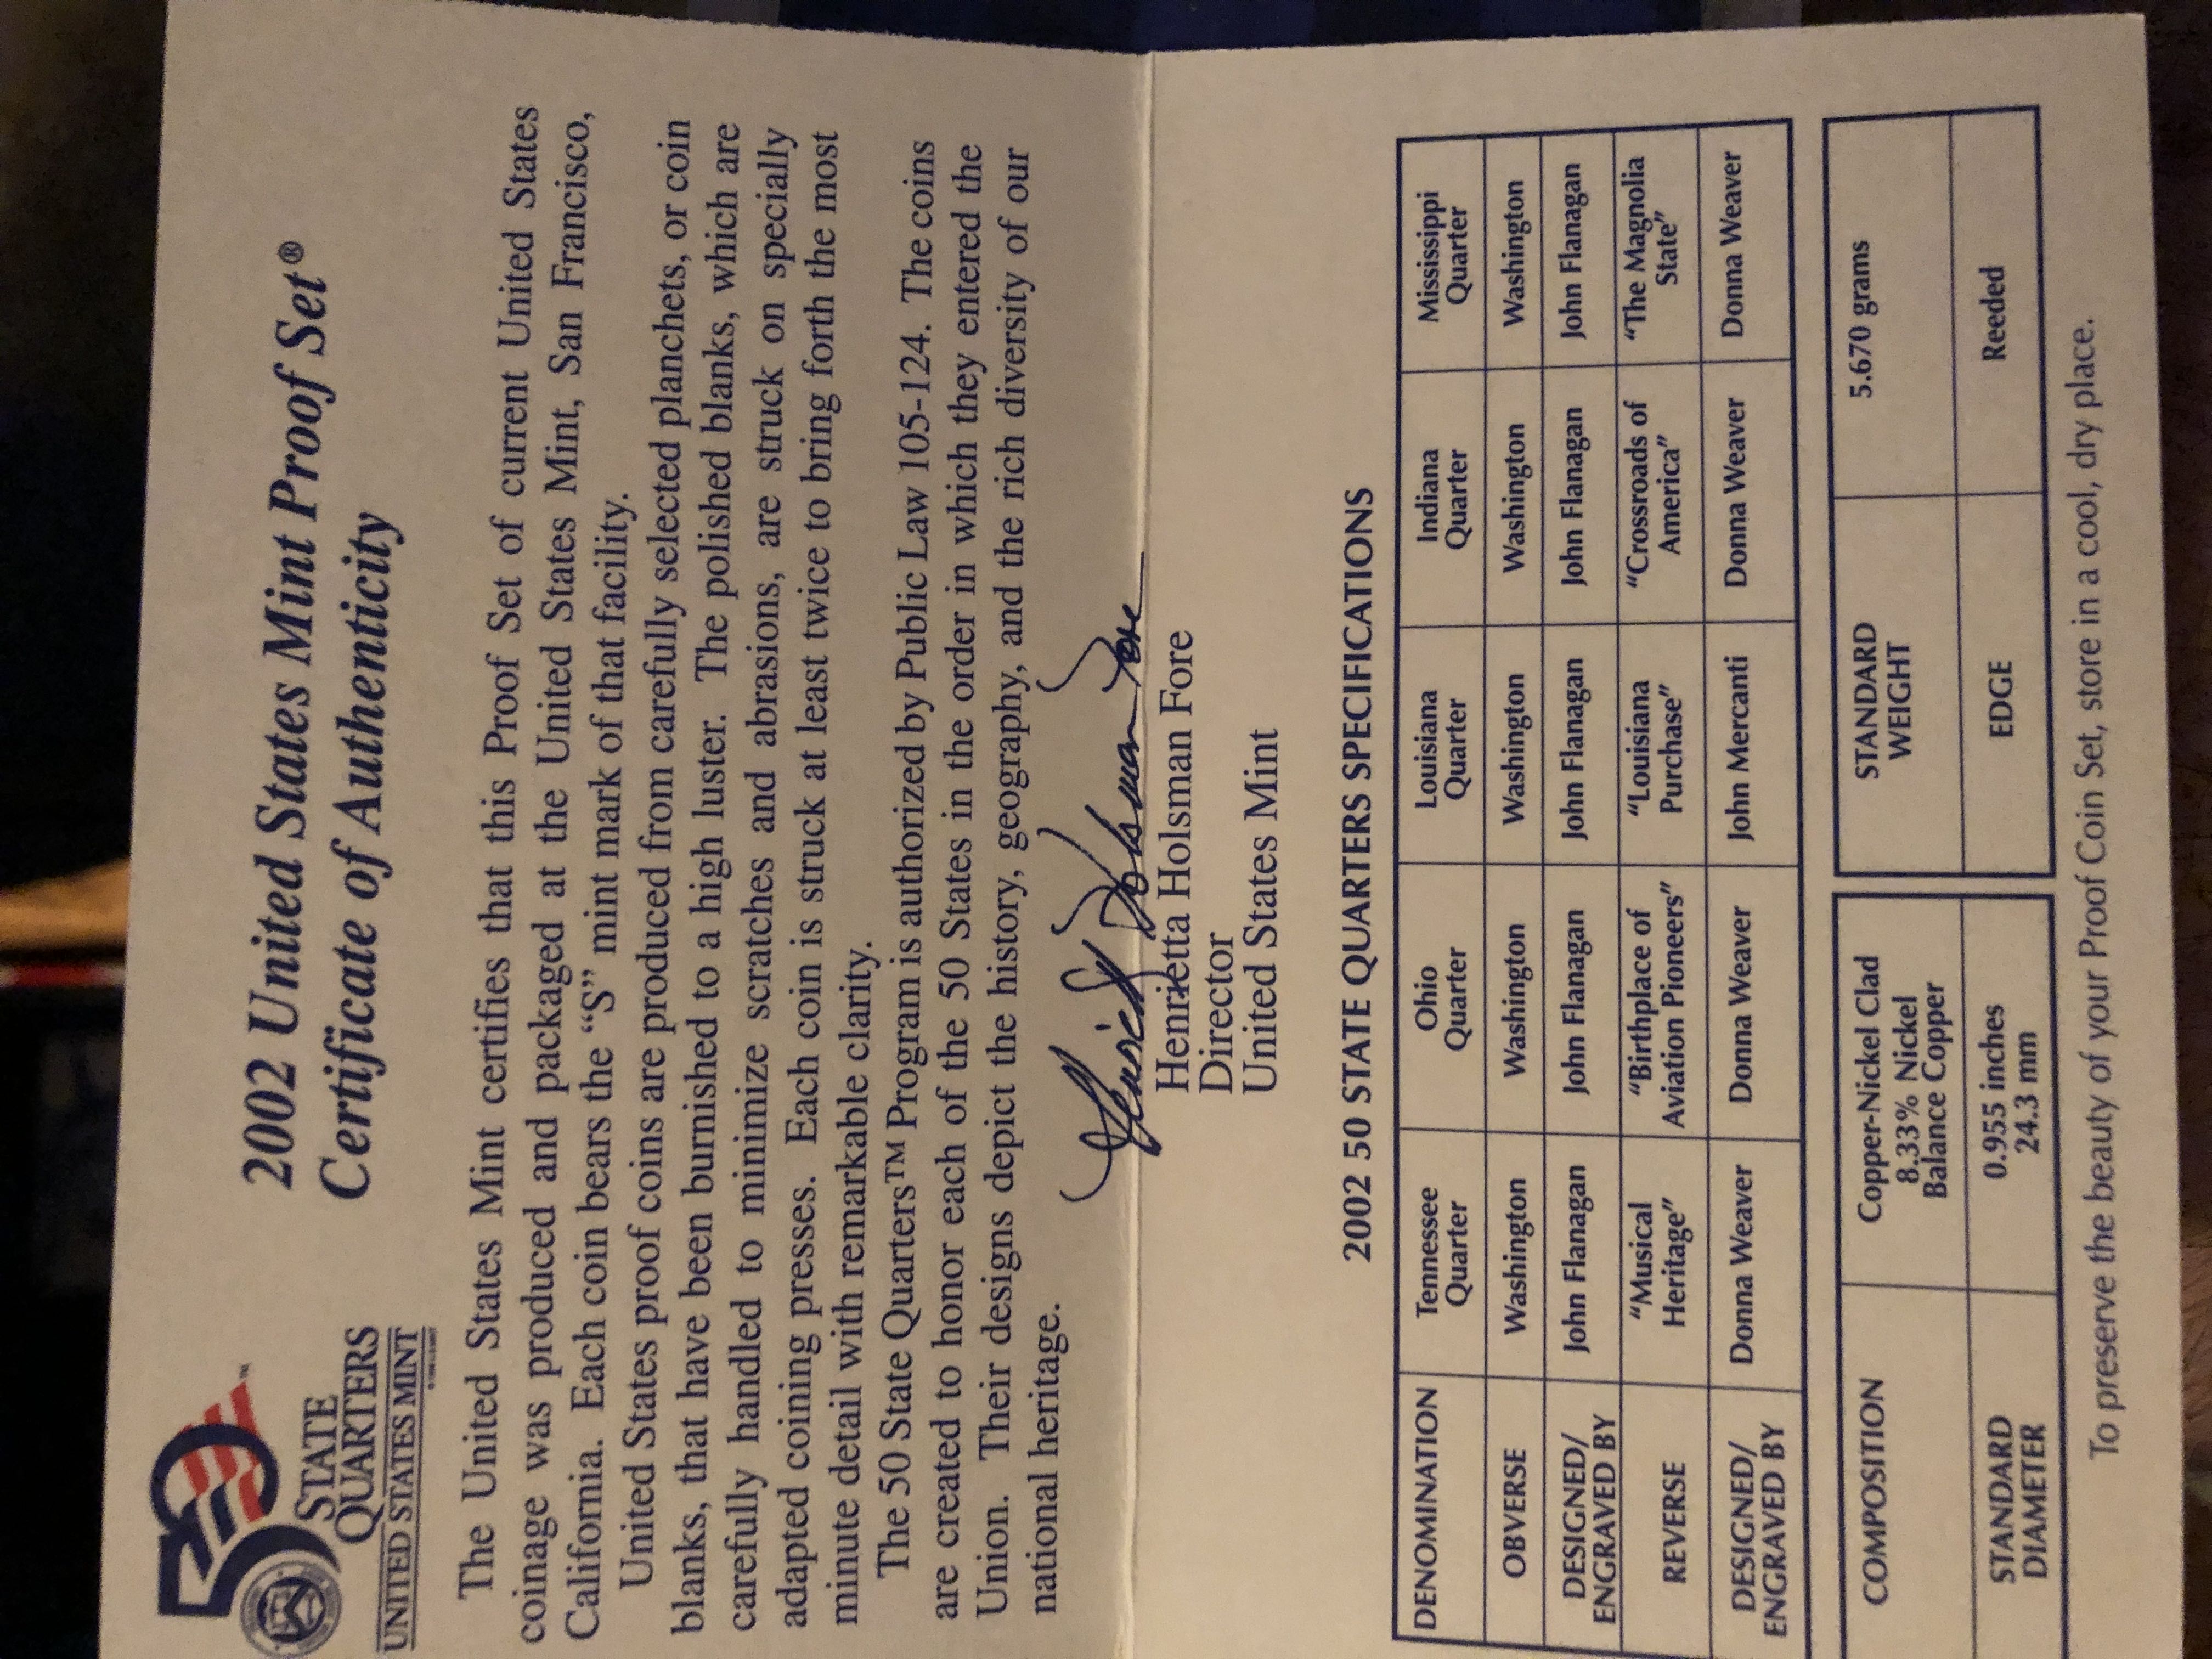 STATE
QUARTERS
UNITED STATES MINT
2002 United States Mint Proof Set®
Certificate of Authenticity
The United States Mint certifies that this Proof Set of current United States
coinage was produced and packaged at the United States Mint, San Francisco,
California. Each coin bears the “S” mint mark of that facility.
United States proof coins are produced from carefully selected planchets, or coin
blanks, that have been burnished to a high luster. The polished blanks, which are
carefully handled to minimize scratches and abrasions, are struck on specially
adapted coining presses. Each coin is struck at least twice to bring forth the most
minute detail with remarkable clarity.
The 50 State Quarters™ Program is authorized by Public Law 105-124. The coins
are created to honor each of the 50 States in the order in which they entered the
Union. Their designs depict the history, geography, and the rich diversity of our
national heritage.
Henrietta Holsman Fore
Henrietta Holsman Fore
Director
United States Mint
2002 50 STATE QUARTERS SPECIFICATIONS
DENOMINATION Tennessee Quarter Ohio Quarter Louisiana Quarter Indiana Quarter Mississippi Quarter
OBVERSE Washington Washington Washington Washington Washington
DESIGNED/ ENGRAVED BY John Flanagan John Flanagan John Flanagan John Flanagan John Flanagan
REVERSE “Musical Heritage” “Birthplace of Aviation Pioneers” “Louisiana Purchase” “Crossroads of America” “The Magnolia State”
DESIGNED/ ENGRAVED BY Donna Weaver Donna Weaver John Mercanti Donna Weaver Donna Weaver
COMPOSITION Copper-Nickel Clad 8.33% Nickel Balance Copper STANDARD WEIGHT 5.670 grams
STANDARD DIAMETER 0.955 inches 24.3 mm EDGE Reeded
To preserve the beauty of your Proof Coin Set, store in a cool, dry place.